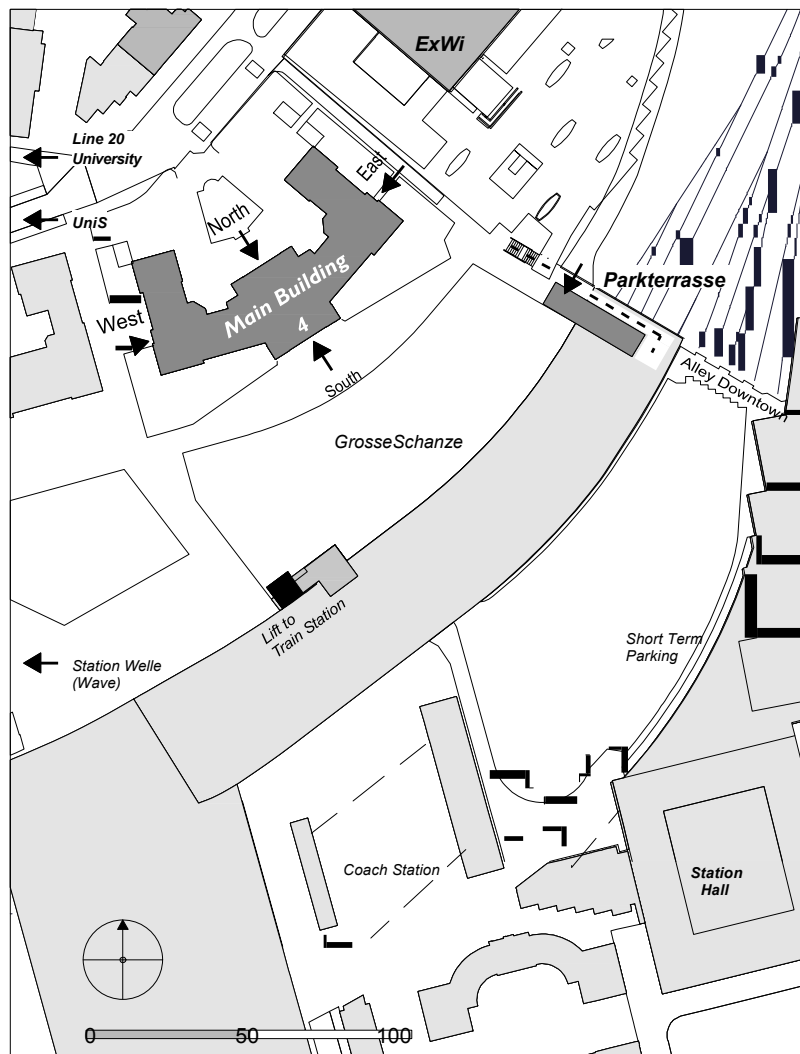 ExWi
Line 20
University
East
UniS
North
Parkterrasse
Main Building
4
West
South
Alley Downtown
GrosseSchanze
Lift to
Train Station
Short Term
Parking
Station Welle
(Wave)
Coach Station
Station
Hall
0 50 100